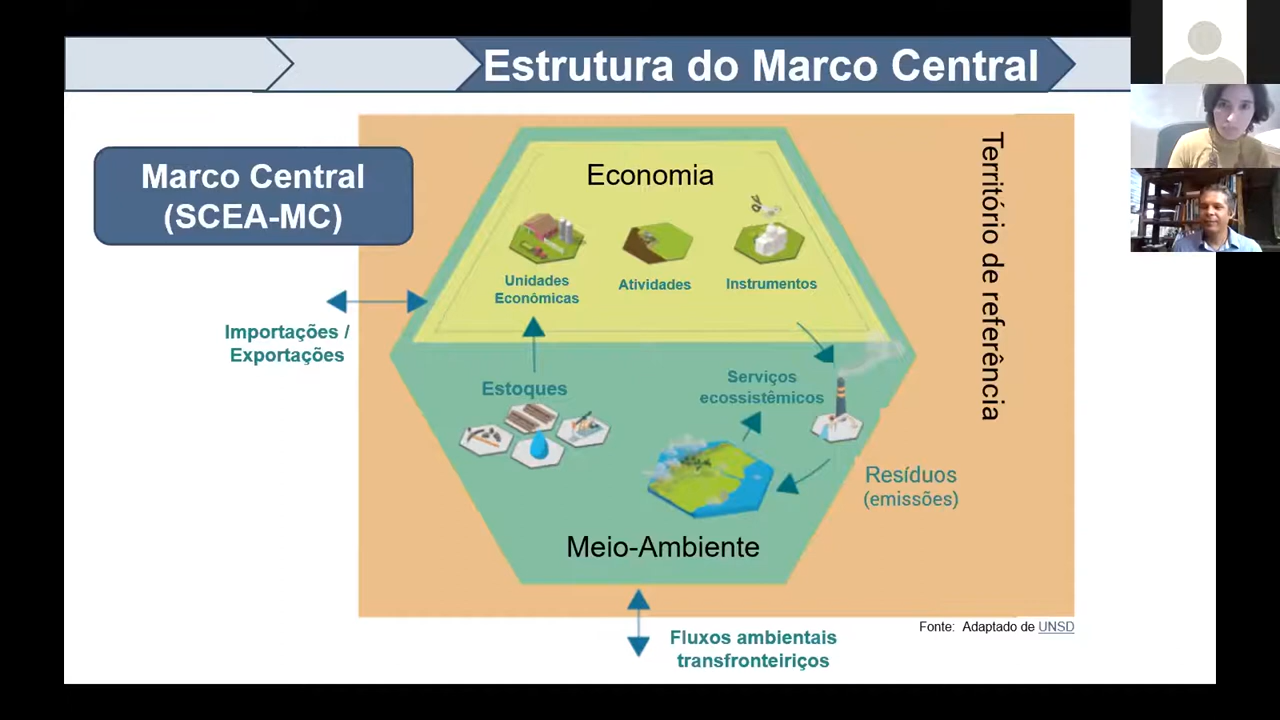 Estrutura do Marco Central
Marco Central
(SCEA-MC)
Economia
Território de referência
Unidades
Econômicas
Atividades
Instrumentos
Importações /
Exportações
Estoques
Serviços
ecossistêmicos
Resíduos
(emissões)
Meio-Ambiente
Fonte: Adaptado de UNSD
Fluxos ambientais
transfronteiriços